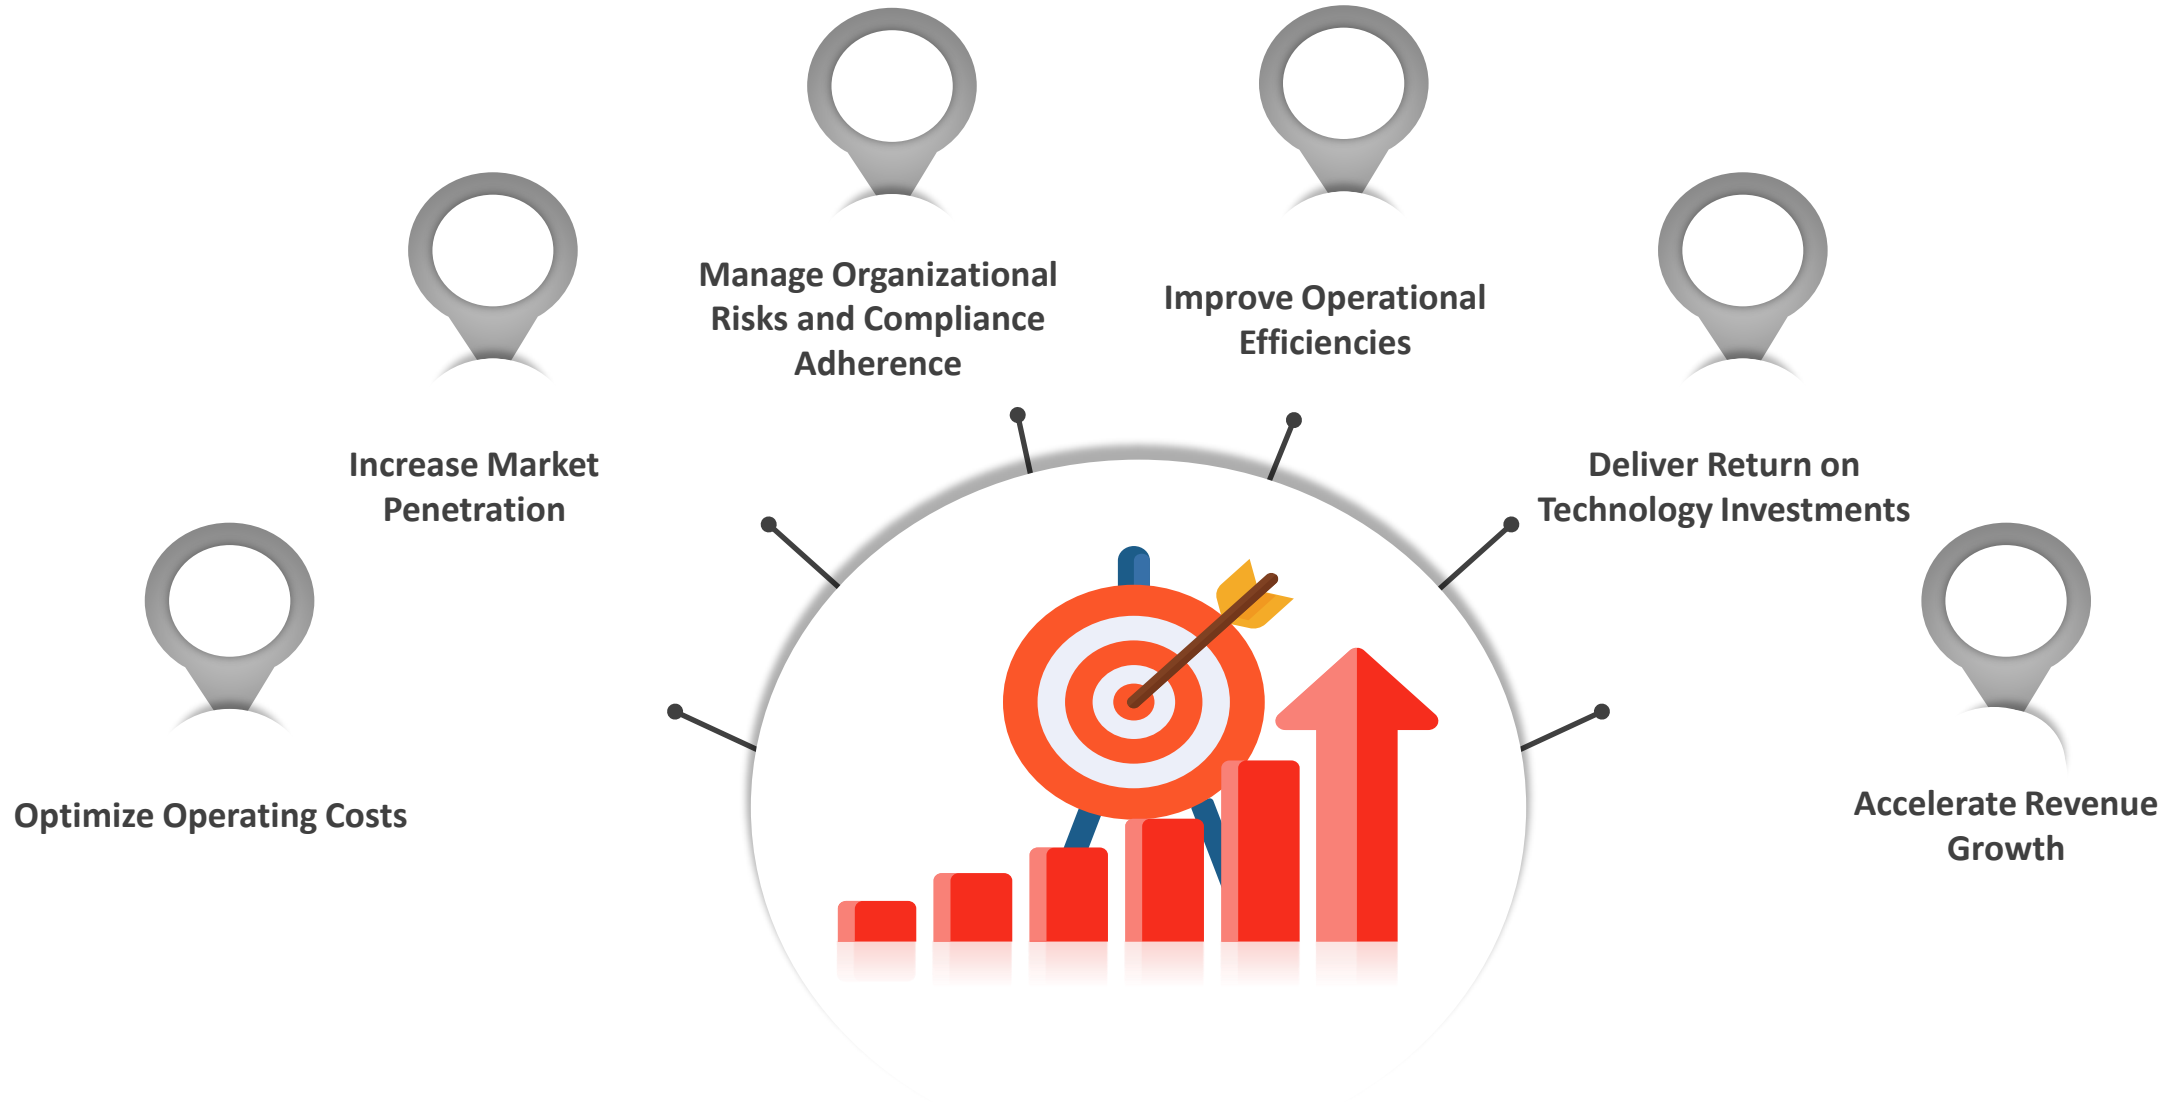 Manage Organizational
Risks and Compliance
Adherence
Improve Operational
Efficiencies
Increase Market
Penetration
Deliver Return on
Technology Investments
Optimize Operating Costs
Accelerate Revenue
Growth